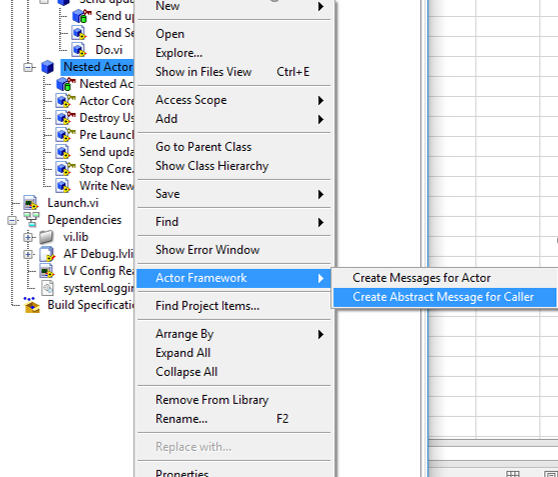 Send up
Send up
Send Se
Do.vi
Nested Actor
Nested Ac
Actor Core
Destroy Us
Pre Launc
Send upda
Stop Core.
Write New
Launch.vi
Dependencies
vi.lib
AF Debug.lvli
LV Config Rea
systemLoggin
Build Specificatio
New
Open
Explore...
Show in Files View Ctrl+E
Access Scope
Add
Go to Parent Class
Show Class Hierarchy
Save
Find
Show Error Window
Actor Framework
Find Project Items...
Arrange By
Expand All
Collapse All
Remove From Library
Rename... F2
Replace with...
Properties
Create Messages for Actor
Create Abstract Message for Caller